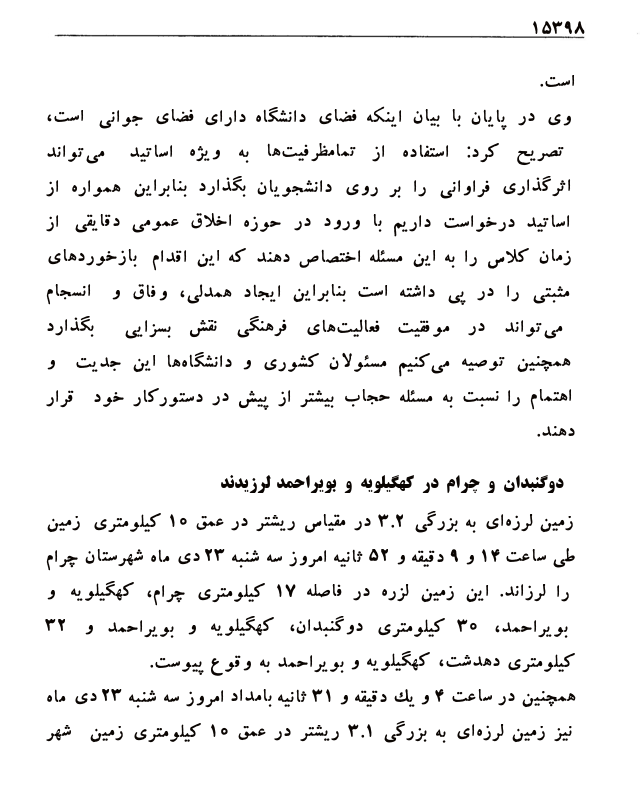 ۱۵۳۹۸
است.
وی در پایان با بیان اینکه فضای دانشگاه دارای فضای جوانی است،
تصریح کرد: استفاده از تمامظرفیت‌ها به ویژه اساتید می‌تواند
اثرگذاری فراوانی را بر روی دانشجویان بگذارد بنابراین همواره از
اساتید درخواست داریم با ورود در حوزه اخلاق عمومی دقایقی از
زمان کلاس را به این مسئله اختصاص دهند که این اقدام بازخوردهای
مثبتی را در پی داشته است بنابراین ایجاد همدلی، وفاق و انسجام
می‌تواند در موفقیت فعالیت‌های فرهنگی نقش بسزایی بگذارد
همچنین توصیه می‌کنیم مسئولان کشوری و دانشگاه‌ها این جدیت و
اهتمام را نسبت به مسئله حجاب بیشتر از پیش در دستورکار خود قرار
دهند.
دوگنبدان و چرام در کهگیلویه و بویراحمد لرزیدند
زمین لرزه‌ای به بزرگی ۳.۲ در مقیاس ریشتر در عمق ۱۰ کیلومتری زمین
طی ساعت ۱۴ و ۹ دقیقه و ۵۲ ثانیه امروز سه شنبه ۲۳ دی ماه شهرستان چرام
را لرزاند. این زمین لزره در فاصله ۱۷ کیلومتری چرام، کهگیلویه و
بویراحمد، ۳۰ کیلومتری دوگنبدان، کهگیلویه و بویراحمد و ۳۲
کیلومتری دهدشت، کهگیلویه و بویراحمد به وقوع پیوست.
همچنین در ساعت ۴ و یك دقیقه و ۳۱ ثانیه بامداد امروز سه شنبه ۲۳ دی ماه
نیز زمین لرزه‌ای به بزرگی ۳.۱ ریشتر در عمق ۱۰ کیلومتری زمین شهر